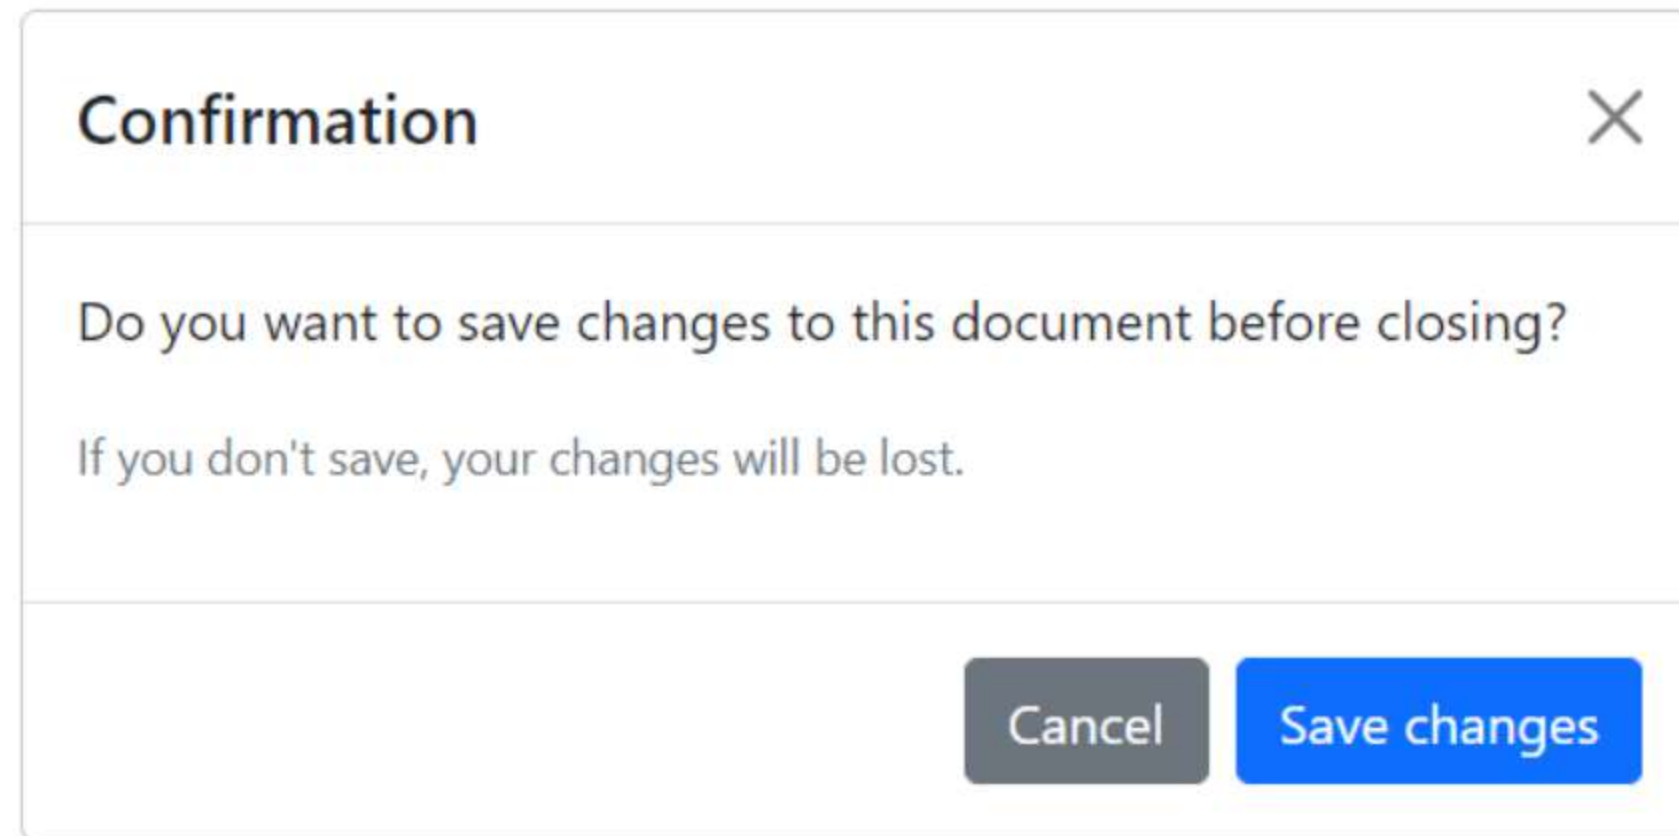 Confirmation
Do you want to save changes to this document before closing?
If you don't save, your changes will be lost.
Cancel
Save changes